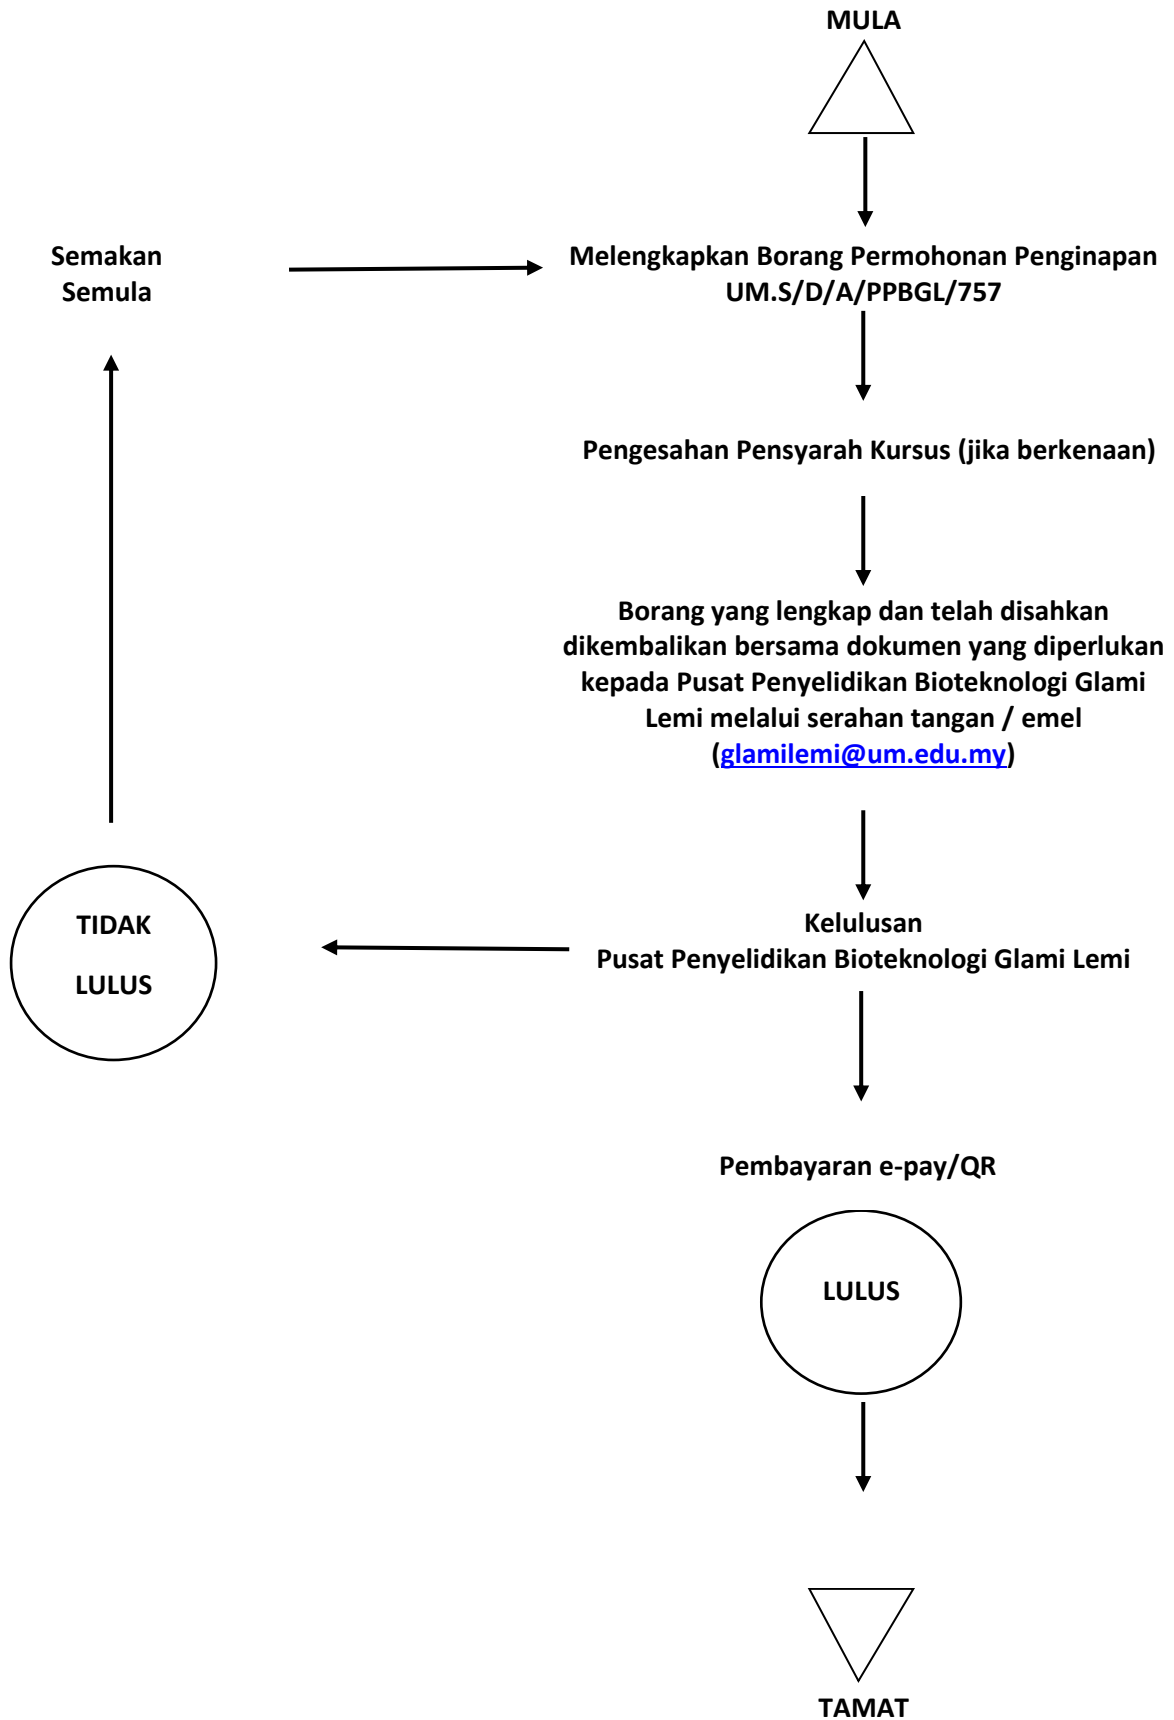 MULA
Semakan
Semula
Melengkapkan Borang Permohonan Penginapan
UM.S/D/A/PPBGL/757
Pengesahan Pensyarah Kursus (jika berkenaan)
Borang yang lengkap dan telah disahkan
dikembalikan bersama dokumen yang diperlukan
kepada Pusat Penyelidikan Bioteknologi Glami
Lemi melalui serahan tangan / emel
(glamilemi@um.edu.my)
TIDAK
LULUS
Kelulusan
Pusat Penyelidikan Bioteknologi Glami Lemi
Pembayaran e-pay/QR
LULUS
TAMAT